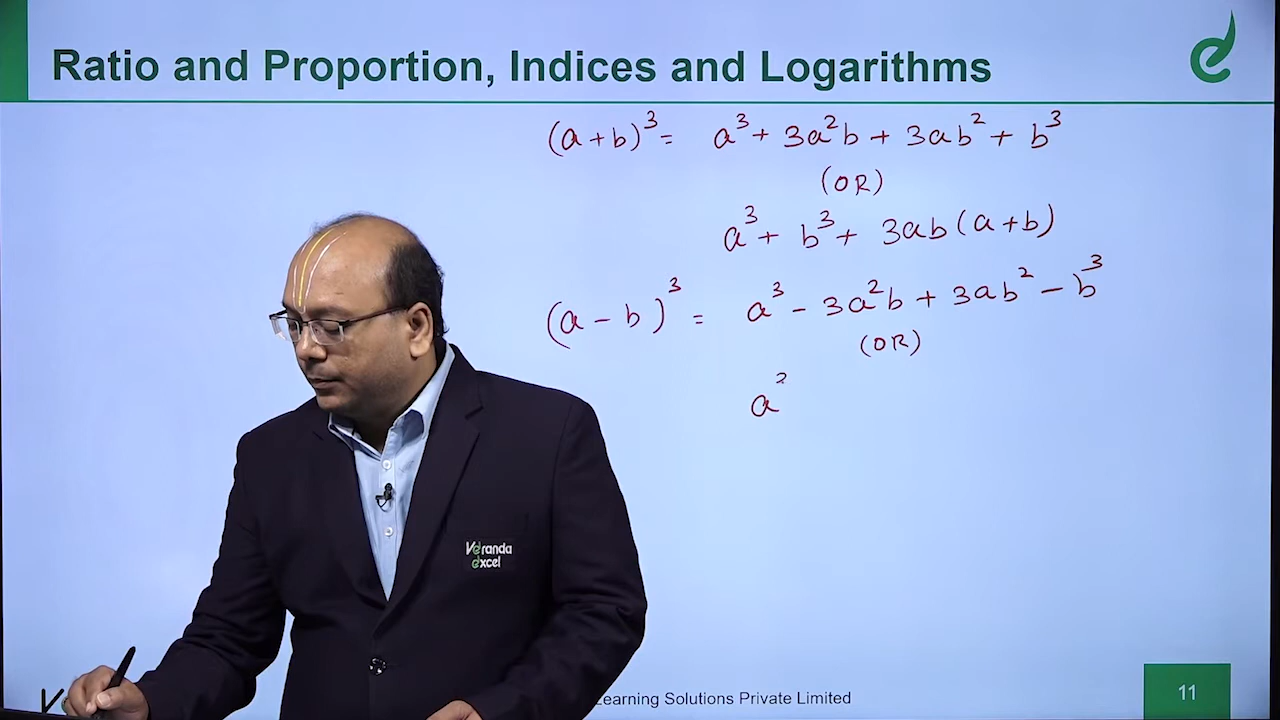 Ratio and Proportion, Indices and Logarithms
(a+b)³ = a³ + 3a²b + 3ab² + b³
(OR)
a³ + b³ + 3ab(a+b)
(a-b)³ = a³ - 3a²b + 3ab² - b³
(OR)
a²
Veranda
excel
Learning Solutions Private Limited
11